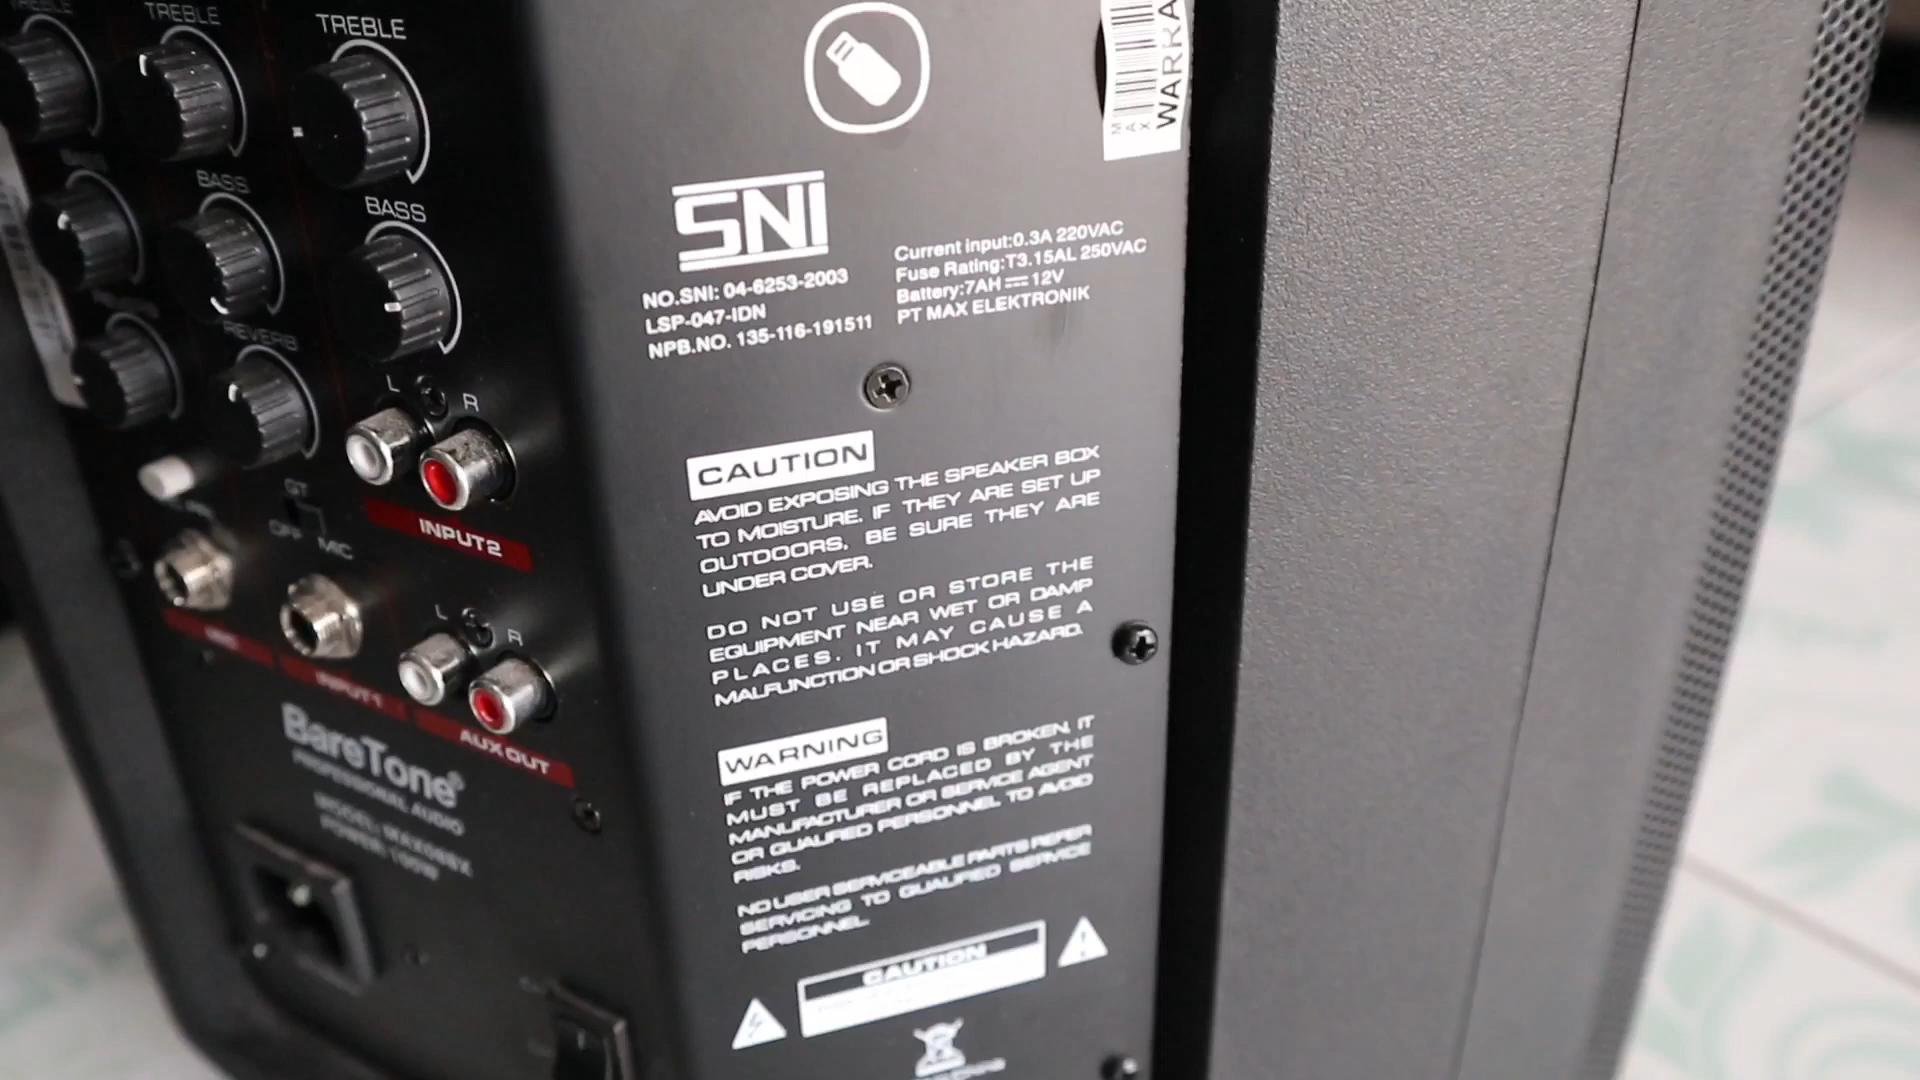 TREBLE
TREBLE
TREBLE
BASS
BASS
REVERB
L
R
INPUT2
GT
OFF
MIC
L
R
INPUT1
AUX OUT
BareTone®
PROFESSIONAL AUDIO
POWER: 100W
WARRA
MAX
SNI
NO.SNI: 04-6253-2003
LSP-047-IDN
NPB.NO. 135-116-191511
Current input:0.3A 220VAC
Fuse Rating:T3.15AL 250VAC
Battery:7AH ⎓ 12V
PT MAX ELEKTRONIK
CAUTION
AVOID EXPOSING THE SPEAKER BOX
TO MOISTURE. IF THEY ARE SET UP
OUTDOORS, BE SURE THEY ARE
UNDER COVER.
DO NOT USE OR STORE THE
EQUIPMENT NEAR WET OR DAMP
PLACES. IT MAY CAUSE A
MALFUNCTION OR SHOCK HAZARD.
WARNING
IF THE POWER CORD IS BROKEN, IT
MUST BE REPLACED BY THE
MANUFACTURER OR SERVICE AGENT
OR QUALIFIED PERSONNEL TO AVOID
RISKS.
NO USER SERVICEABLE PARTS REFER
SERVICING TO QUALIFIED SERVICE
PERSONNEL.
CAUTION